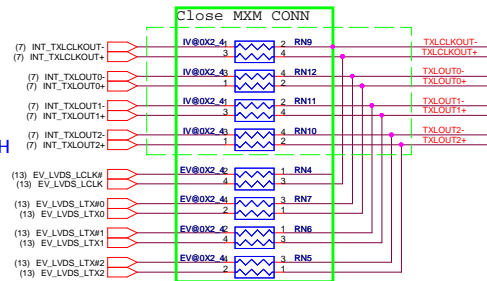 Close MXM CONN
(7) INT_TXLCLKOUT- IV@0X2_4 1 2 RN9 TXLCLKOUT-
(7) INT_TXLCLKOUT+ 3 4 TXLCLKOUT+
(7) INT_TXLOUT0- IV@0X2_4 3 4 RN12 TXLOUT0-
(7) INT_TXLOUT0+ 1 2 TXLOUT0+
(7) INT_TXLOUT1- IV@0X2_4 1 2 RN11 TXLOUT1-
(7) INT_TXLOUT1+ 3 4 TXLOUT1+
(7) INT_TXLOUT2- IV@0X2_4 3 4 RN10 TXLOUT2-
(7) INT_TXLOUT2+ 1 2 TXLOUT2+
H
(13) EV_LVDS_LCLK# EV@0X2_4 2 1 RN4
(13) EV_LVDS_LCLK 4 3
(13) EV_LVDS_LTX#0 EV@0X2_4 4 3 RN7
(13) EV_LVDS_LTX0 2 1
(13) EV_LVDS_LTX#1 EV@0X2_4 2 1 RN6
(13) EV_LVDS_LTX1 4 3
(13) EV_LVDS_LTX#2 EV@0X2_4 4 3 RN5
(13) EV_LVDS_LTX2 2 1